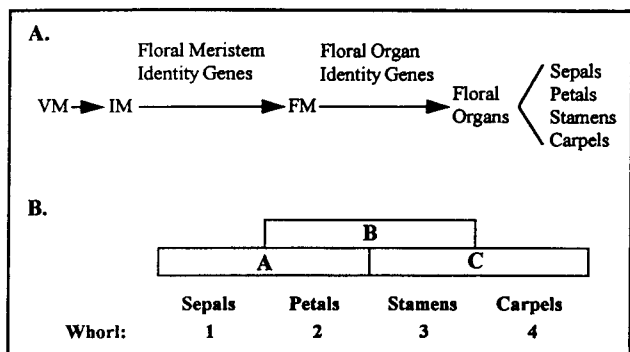 A.
Floral Meristem
Identity Genes
Floral Organ
Identity Genes
VM
IM
FM
Floral
Organs
Sepals
Petals
Stamens
Carpels
B.
B
A
C
Sepals Petals Stamens Carpels
Whorl: 1 2 3 4